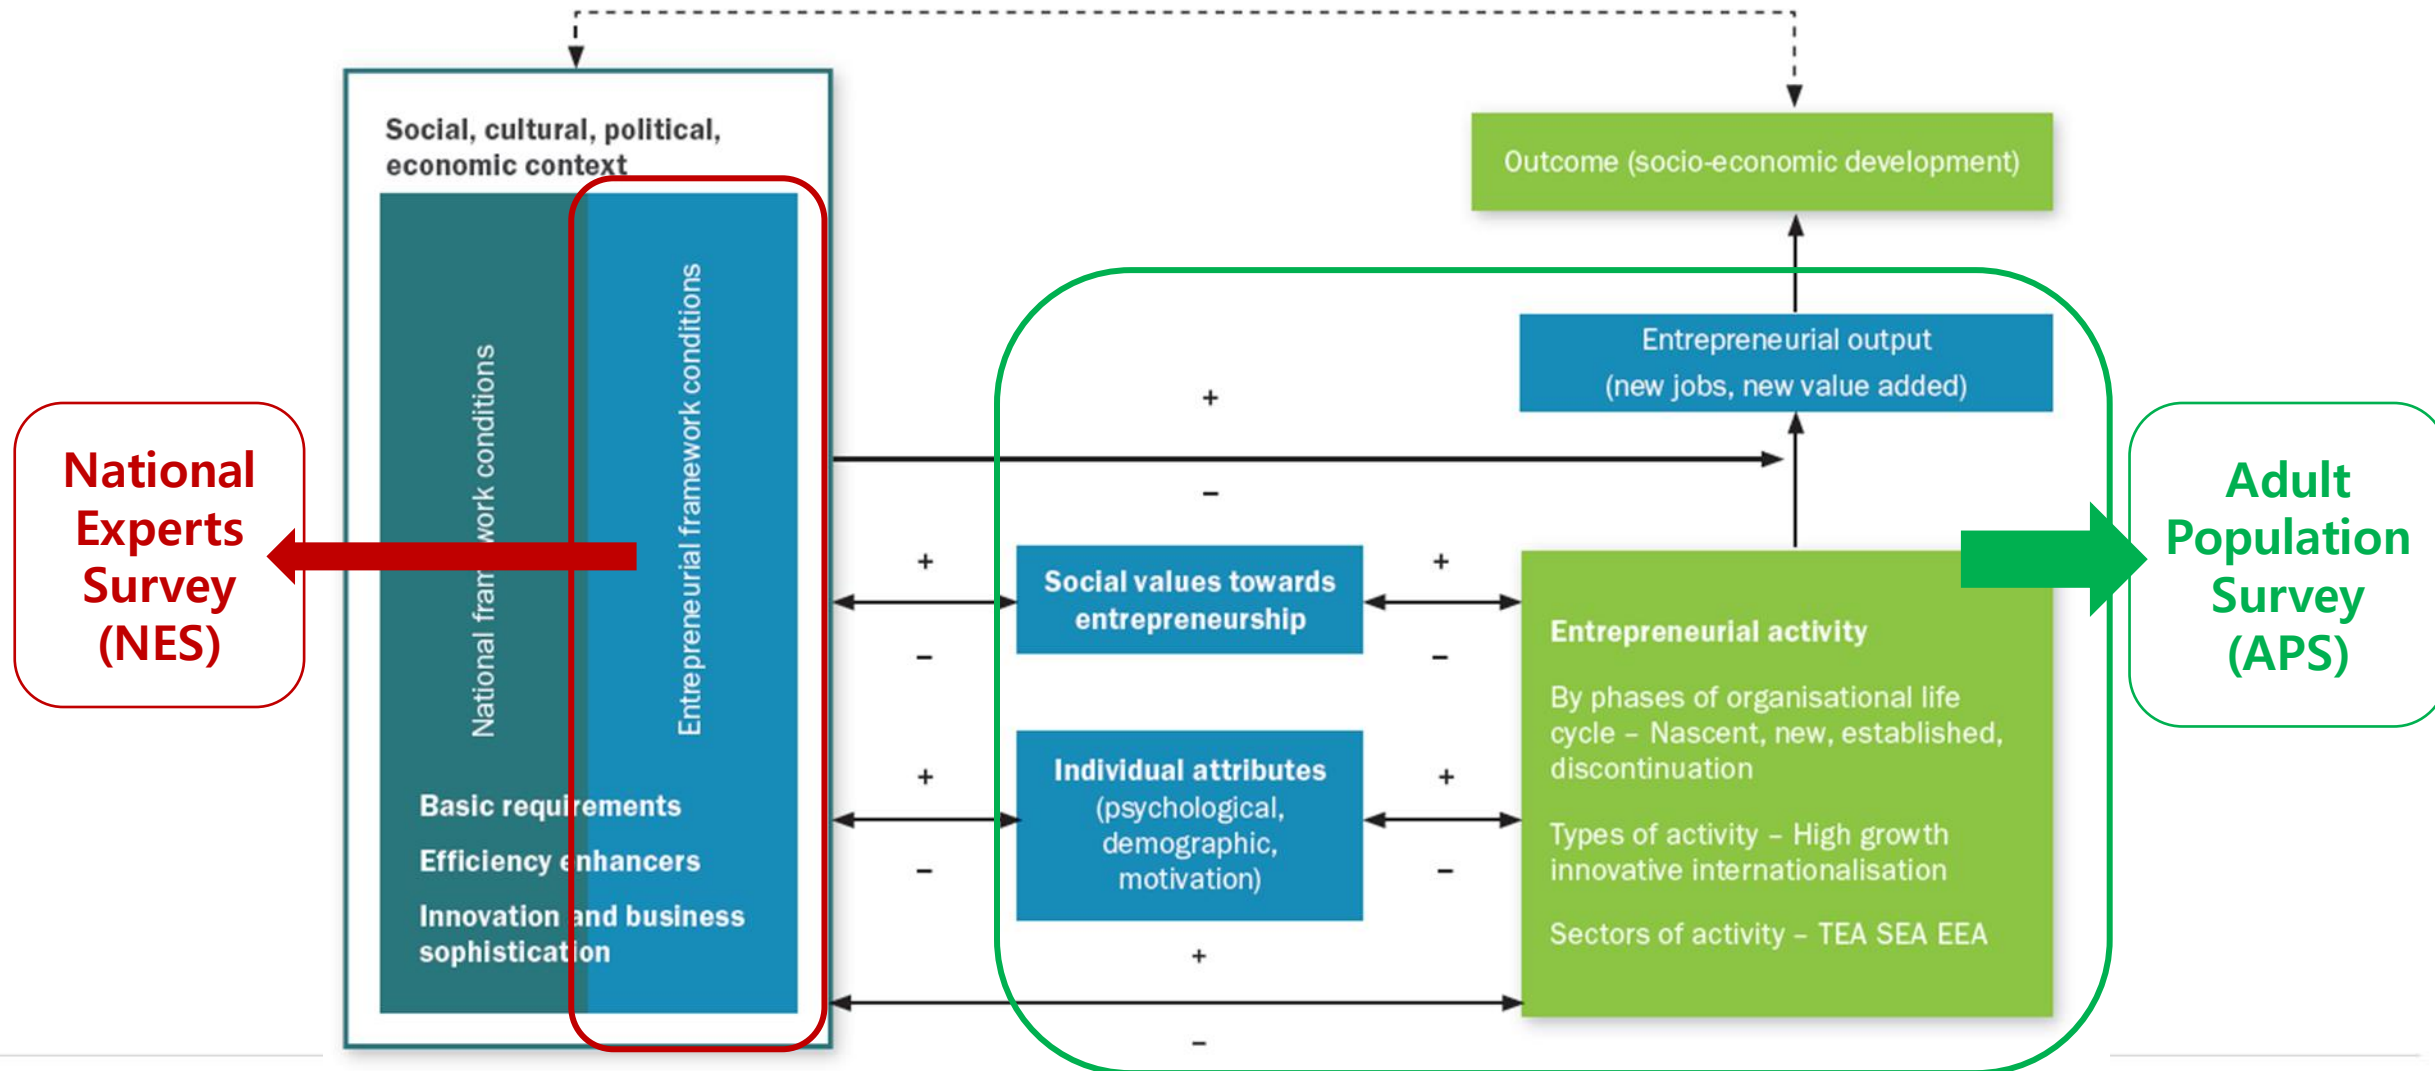 Social, cultural, political,
economic context
National framework conditions
Entrepreneurial framework conditions
Basic requirements
Efficiency enhancers
Innovation and business
sophistication
National
Experts
Survey
(NES)
Outcome (socio-economic development)
Entrepreneurial output
(new jobs, new value added)
+
–
+
–
Social values towards
entrepreneurship
+
–
+
–
Individual attributes
(psychological,
demographic,
motivation)
+
–
+
–
Entrepreneurial activity
By phases of organisational life
cycle – Nascent, new, established,
discontinuation
Types of activity – High growth
innovative internationalisation
Sectors of activity – TEA SEA EEA
Adult
Population
Survey
(APS)